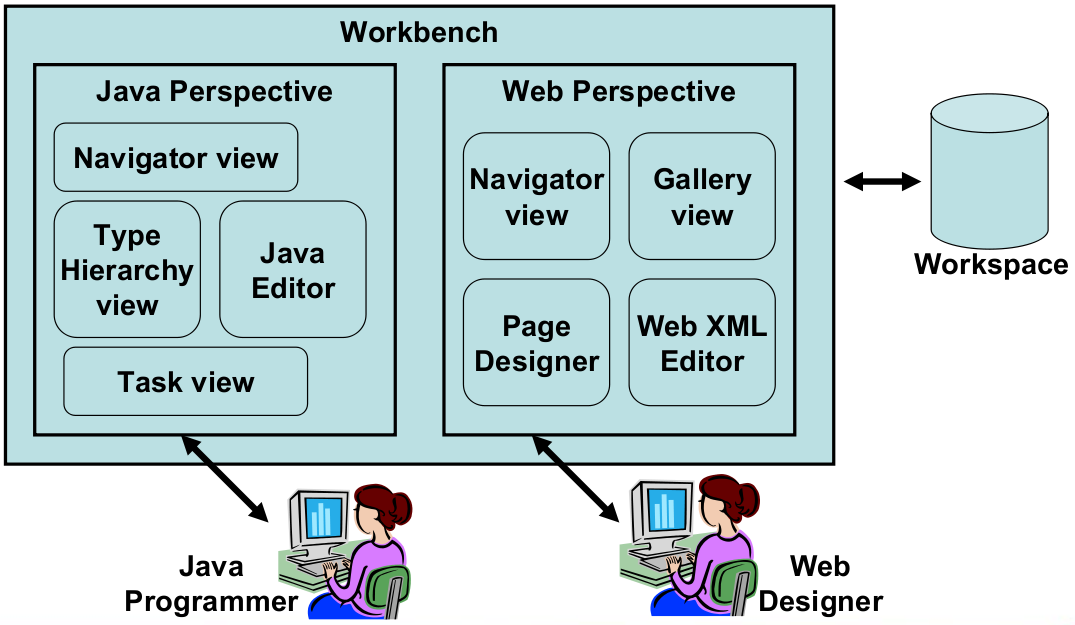 Workbench
Java Perspective
Navigator view
Type
Hierarchy
view
Java
Editor
Task view
Web Perspective
Navigator
view
Gallery
view
Page
Designer
Web XML
Editor
Workspace
Java
Programmer
Web
Designer